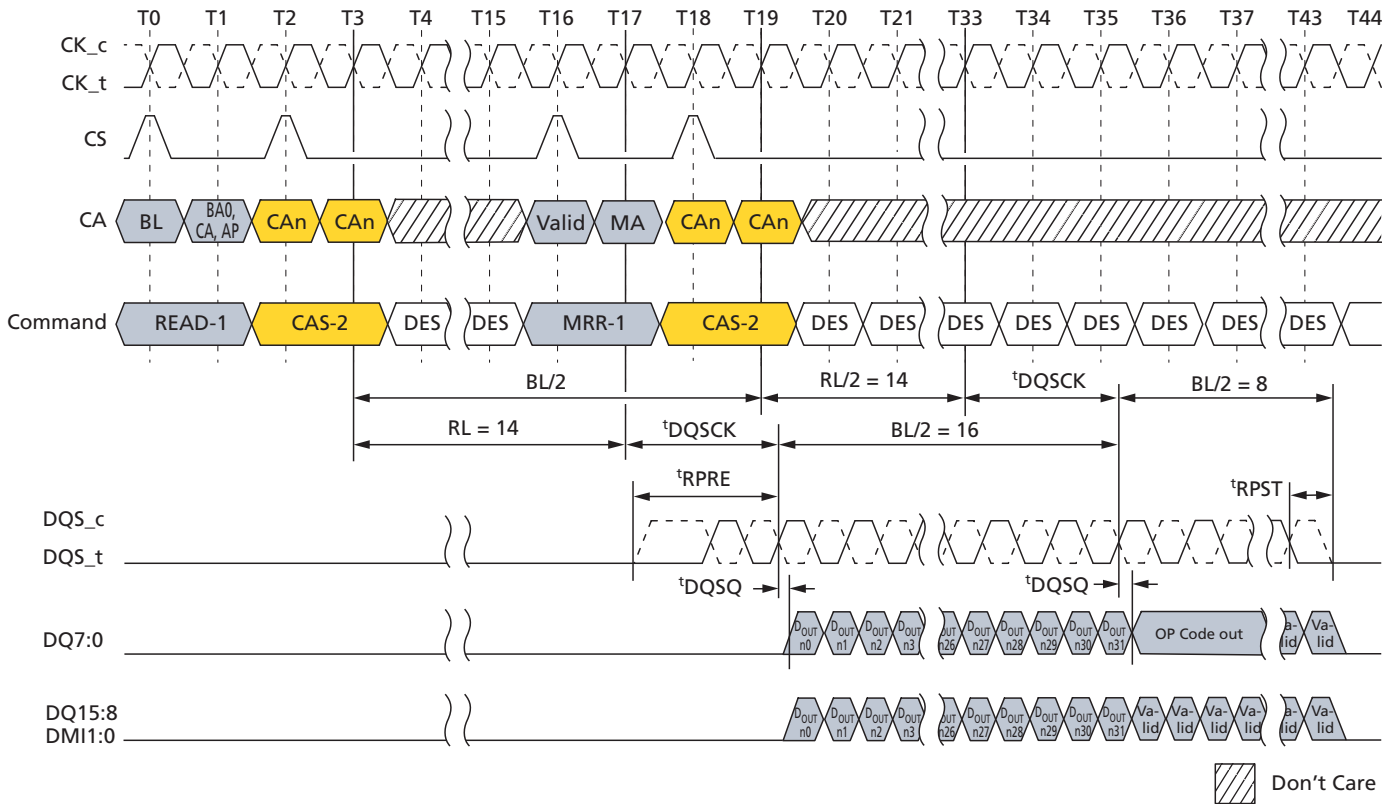 T0 T1 T2 T3 T4 T15 T16 T17 T18 T19 T20 T21 T33 T34 T35 T36 T37 T43 T44
CK_c
CK_t
CS
CA BL BA0, CA, AP CAn CAn Valid MA CAn CAn
Command READ-1 CAS-2 DES DES MRR-1 CAS-2 DES DES DES DES DES DES DES DES
BL/2 RL/2 = 14 tDQSCK BL/2 = 8
RL = 14 tDQSCK BL/2 = 16
tRPRE tRPST
DQS_c
DQS_t
tDQSQ tDQSQ
DQ7:0 DOUT n0 DOUT n1 DOUT n2 DOUT n3 DOUT n26 DOUT n27 DOUT n28 DOUT n29 DOUT n30 DOUT n31 OP Code out a-lid Va-lid
DQ15:8 DOUT n0 DOUT n1 DOUT n2 DOUT n3 DOUT n26 DOUT n27 DOUT n28 DOUT n29 DOUT n30 DOUT n31 Va-lid Va-lid Va-lid Va-lid a-lid Va-lid
DMI1:0
Don't Care